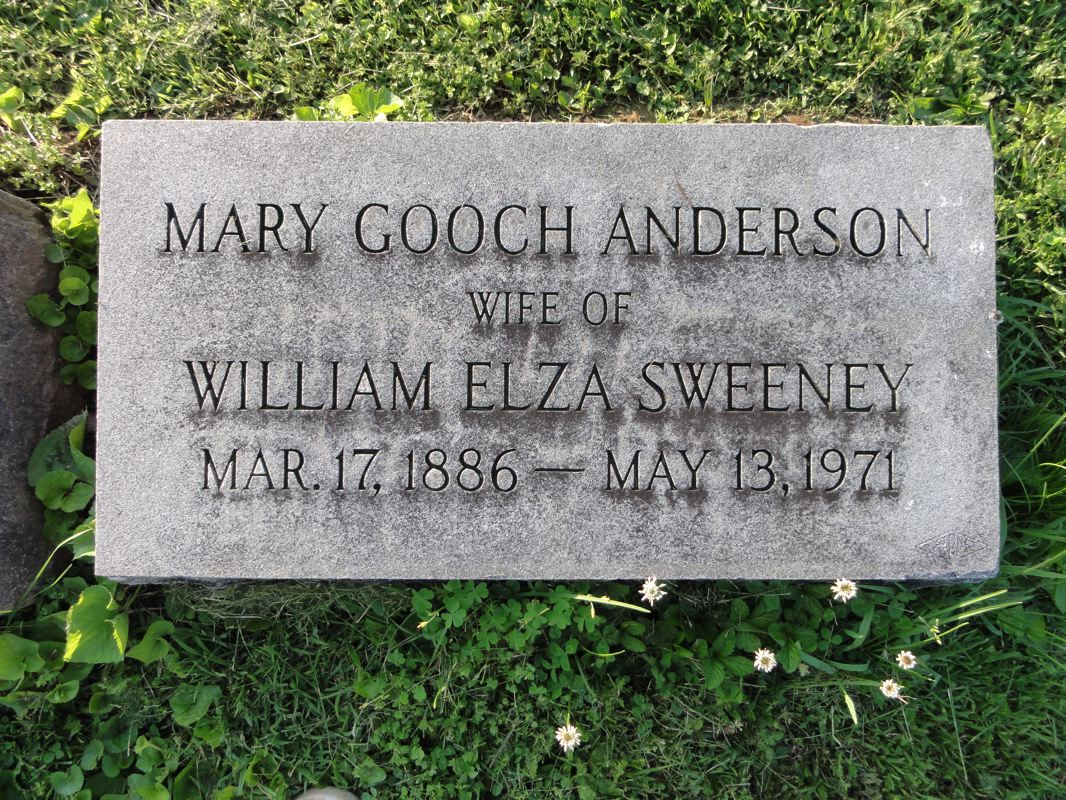 MARY GOOCH ANDERSON
WIFE OF
WILLIAM ELZA SWEENEY
MAR. 17, 1886 — MAY 13, 1971